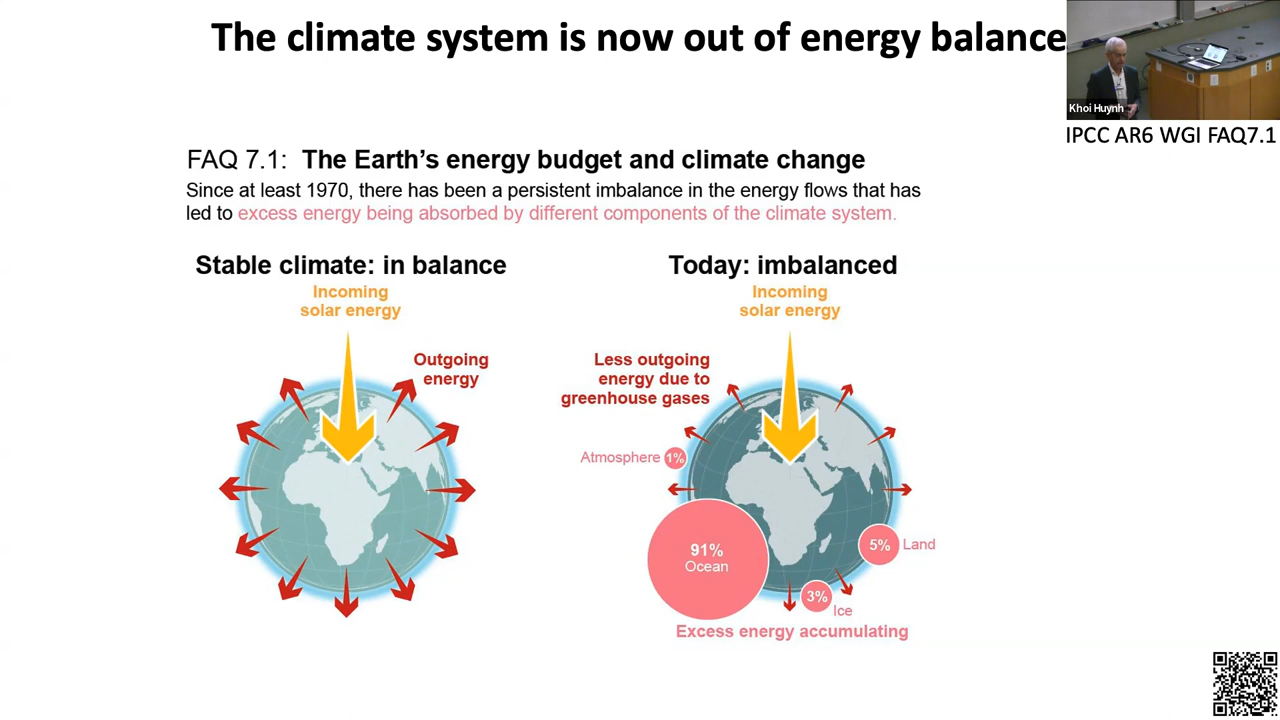 The climate system is now out of energy balance
Khoi Huynh
IPCC AR6 WGI FAQ7.1
FAQ 7.1: The Earth's energy budget and climate change
Since at least 1970, there has been a persistent imbalance in the energy flows that has
led to excess energy being absorbed by different components of the climate system.
Stable climate: in balance
Incoming
solar energy
Outgoing
energy
Today: imbalanced
Incoming
solar energy
Less outgoing
energy due to
greenhouse gases
Atmosphere 1%
91%
Ocean
5% Land
3%
Ice
Excess energy accumulating